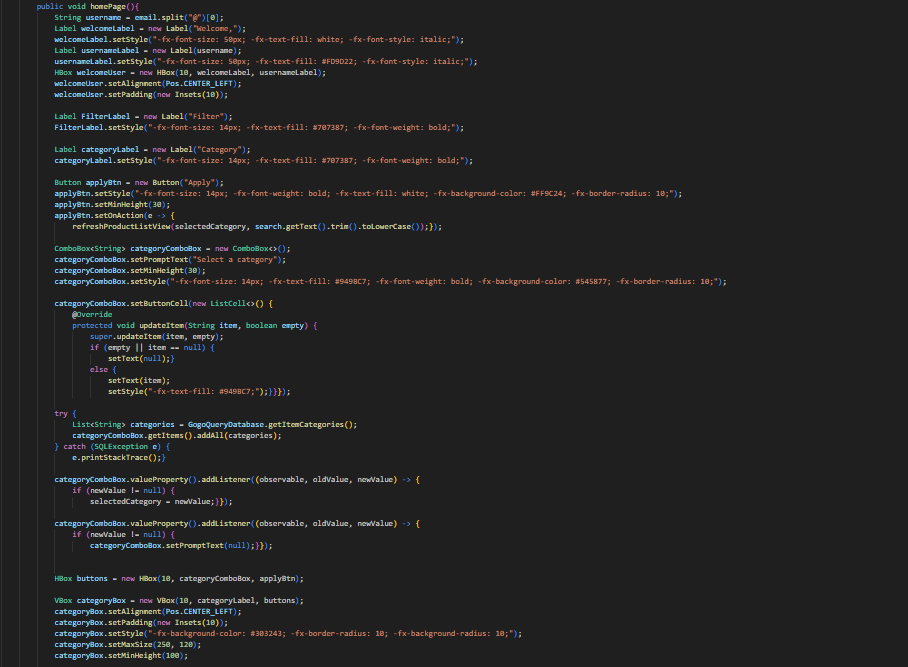 public void homePage(){
String username = email.split("@")[0];
Label welcomeLabel = new Label("Welcome,");
welcomeLabel.setStyle("-fx-font-size: 50px; -fx-text-fill: white; -fx-font-style: italic;");
Label usernameLabel = new Label(username);
usernameLabel.setStyle("-fx-font-size: 50px; -fx-text-fill: #FD9D22; -fx-font-style: italic;");
HBox welcomeUser = new HBox(10, welcomeLabel, usernameLabel);
welcomeUser.setAlignment(Pos.CENTER_LEFT);
welcomeUser.setPadding(new Insets(10));
Label FilterLabel = new Label("Filter");
FilterLabel.setStyle("-fx-font-size: 14px; -fx-text-fill: #707387; -fx-font-weight: bold;");
Label categoryLabel = new Label("Category");
categoryLabel.setStyle("-fx-font-size: 14px; -fx-text-fill: #707387; -fx-font-weight: bold;");
Button applyBtn = new Button("Apply");
applyBtn.setStyle("-fx-font-size: 14px; -fx-font-weight: bold; -fx-text-fill: white; -fx-background-color: #FF9C24; -fx-border-radius: 10;");
applyBtn.setMinHeight(30);
applyBtn.setOnAction(e -> {
refreshProductListView(selectedCategory, search.getText().trim().toLowerCase());});
ComboBox<String> categoryComboBox = new ComboBox<>();
categoryComboBox.setPromptText("Select a category");
categoryComboBox.setMinHeight(30);
categoryComboBox.setStyle("-fx-font-size: 14px; -fx-text-fill: #9498C7; -fx-font-weight: bold; -fx-background-color: #545877; -fx-border-radius: 10;");
categoryComboBox.setButtonCell(new ListCell<>() {
@Override
protected void updateItem(String item, boolean empty) {
super.updateItem(item, empty);
if (empty || item == null) {
setText(null);}
else {
setText(item);
setStyle("-fx-text-fill: #9498C7;");}}});
try {
List<String> categories = GogoQueryDatabase.getItemCategories();
categoryComboBox.getItems().addAll(categories);
} catch (SQLException e) {
e.printStackTrace();}
categoryComboBox.valueProperty().addListener((observable, oldValue, newValue) -> {
if (newValue != null) {
selectedCategory = newValue;}});
categoryComboBox.valueProperty().addListener((observable, oldValue, newValue) -> {
if (newValue != null) {
categoryComboBox.setPromptText(null);}});
HBox buttons = new HBox(10, categoryComboBox, applyBtn);
VBox categoryBox = new VBox(10, categoryLabel, buttons);
categoryBox.setAlignment(Pos.CENTER_LEFT);
categoryBox.setPadding(new Insets(10));
categoryBox.setStyle("-fx-background-color: #303243; -fx-border-radius: 10; -fx-background-radius: 10;");
categoryBox.setMaxSize(250, 120);
categoryBox.setMinHeight(100);